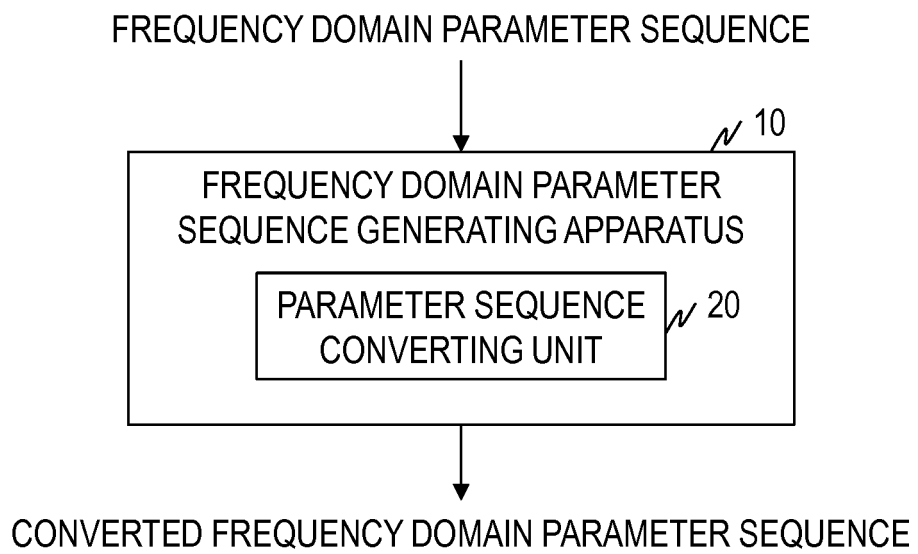 FREQUENCY DOMAIN PARAMETER SEQUENCE
10
FREQUENCY DOMAIN PARAMETER
SEQUENCE GENERATING APPARATUS
PARAMETER SEQUENCE
CONVERTING UNIT
20
CONVERTED FREQUENCY DOMAIN PARAMETER SEQUENCE